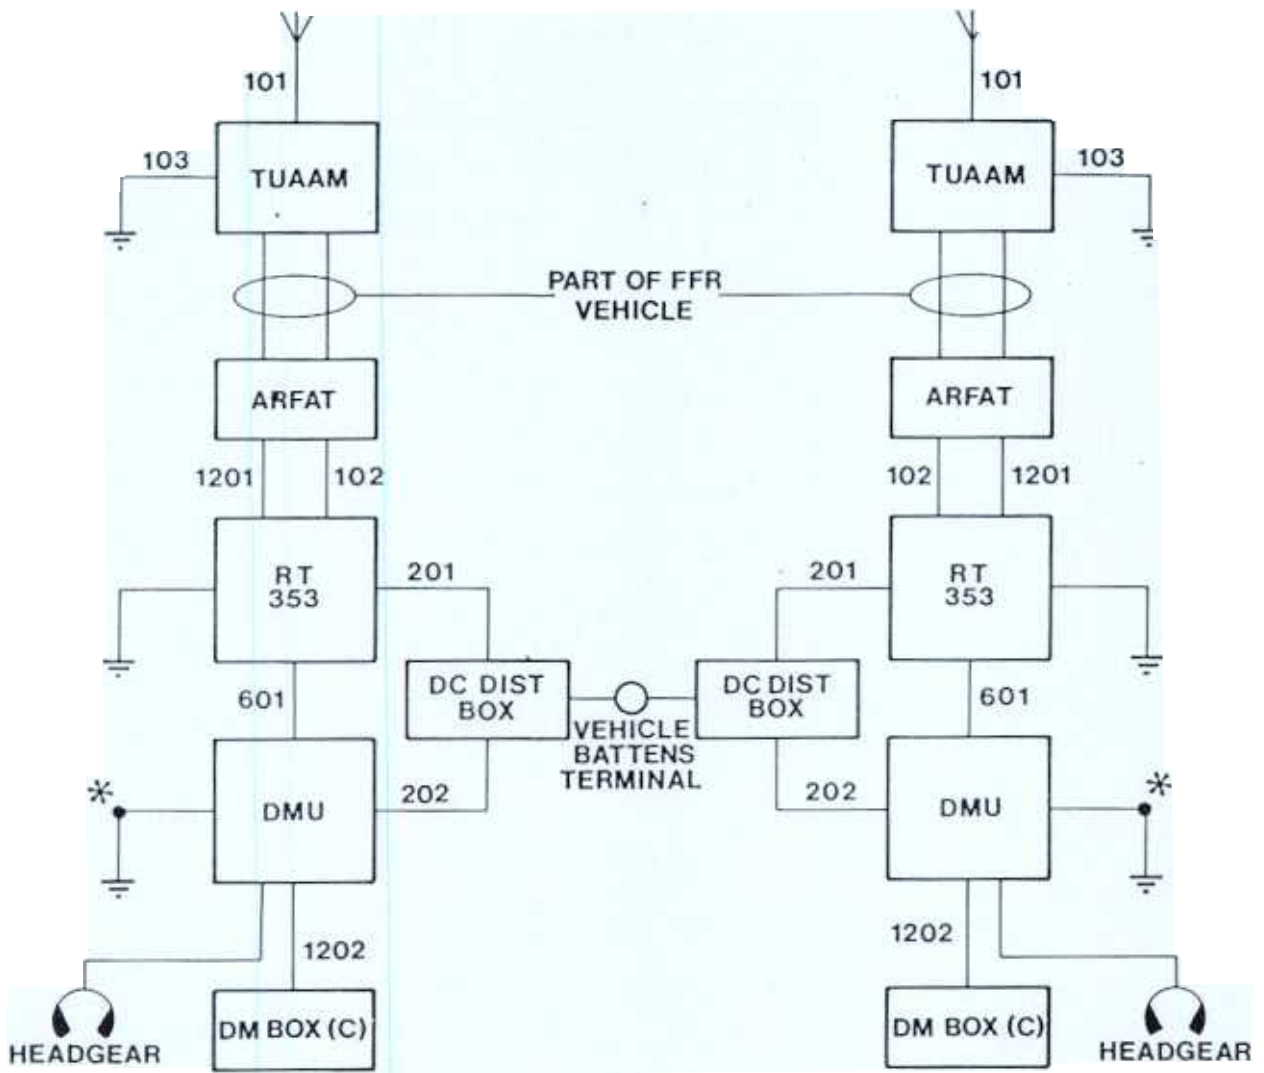 101 101
103 103
TUAAM TUAAM
PART OF FFR
VEHICLE
ARFAT ARFAT
1201 102 102 1201
RT
353
201 201
RT
353
601 601
DC DIST
BOX
DC DIST
BOX
VEHICLE
BATTENS
TERMINAL
* *
DMU 202 202 DMU
1202 1202
DM BOX (C) DM BOX (C)
HEADGEAR HEADGEAR